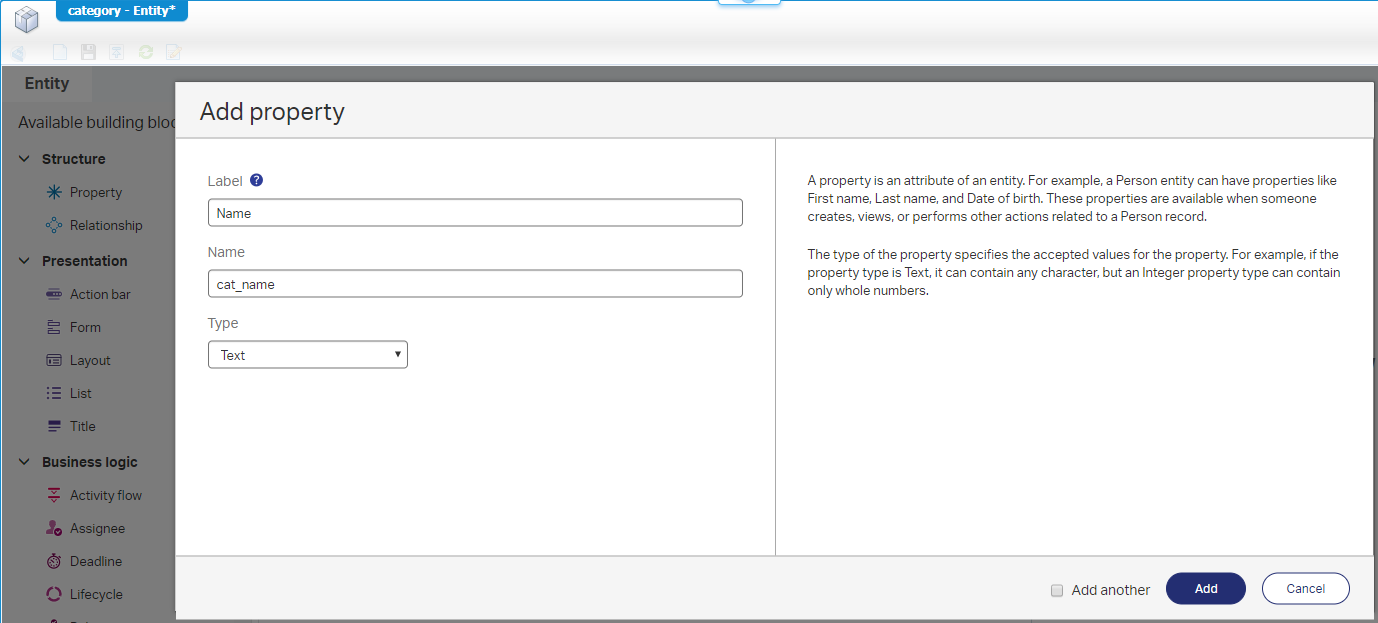 category - Entity*
Entity
Available building bloc
Structure
Property
Relationship
Presentation
Action bar
Form
Layout
List
Title
Business logic
Activity flow
Assignee
Deadline
Lifecycle
Add property
Label ?
Name
Name
cat_name
Type
Text
A property is an attribute of an entity. For example, a Person entity can have properties like
First name, Last name, and Date of birth. These properties are available when someone
creates, views, or performs other actions related to a Person record.
The type of the property specifies the accepted values for the property. For example, if the
property type is Text, it can contain any character, but an Integer property type can contain
only whole numbers.
Add another
Add
Cancel